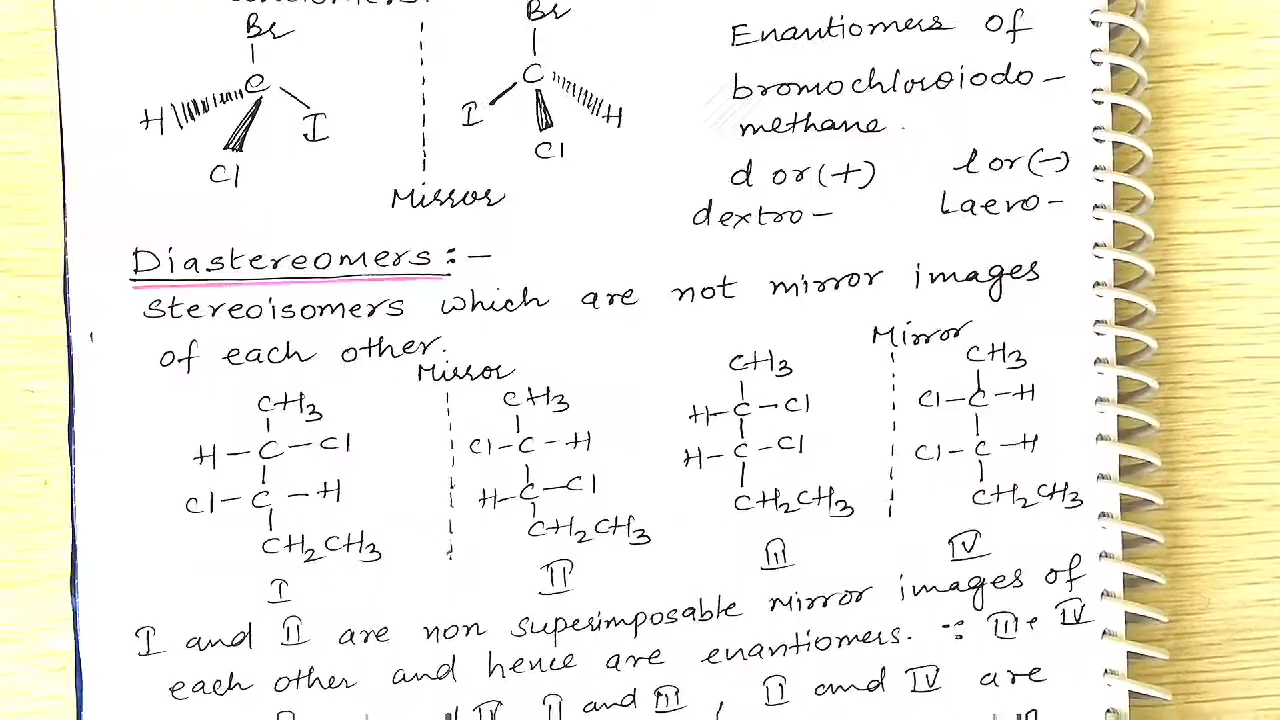 Br Br Enantiomers of
C C bromochloroiodo-
H I I H methane.
Cl Cl d or (+) l or (-)
Mirror dextro- Laevo-
Diastereomers:-
stereoisomers which are not mirror images
of each other.
Mirror Mirror
CH3 CH3 CH3 CH3
H-C-Cl Cl-C-H H-C-Cl Cl-C-H
Cl-C-H H-C-Cl H-C-Cl Cl-C-H
CH2CH3 CH2CH3 CH2CH3 CH2CH3
I II III IV
I and II are non superimposable mirror images of
each other and hence are enantiomers.
IV II and III, II and IV are